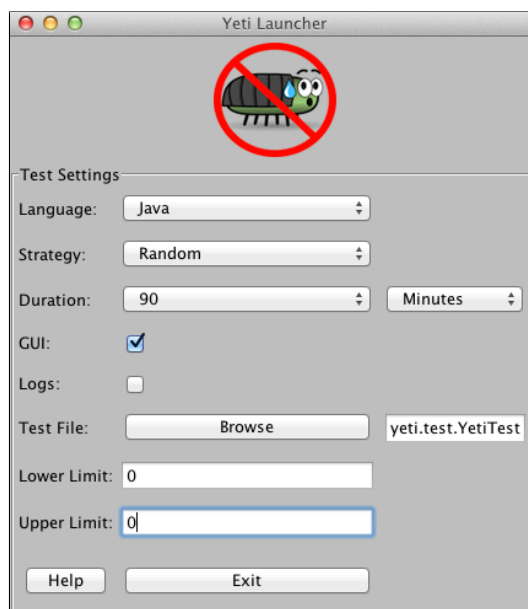 Yeti Launcher
Test Settings
Language: Java
Strategy: Random
Duration: 90 Minutes
GUI:
Logs:
Test File: Browse yeti.test.YetiTest
Lower Limit: 0
Upper Limit: 0
Help Exit